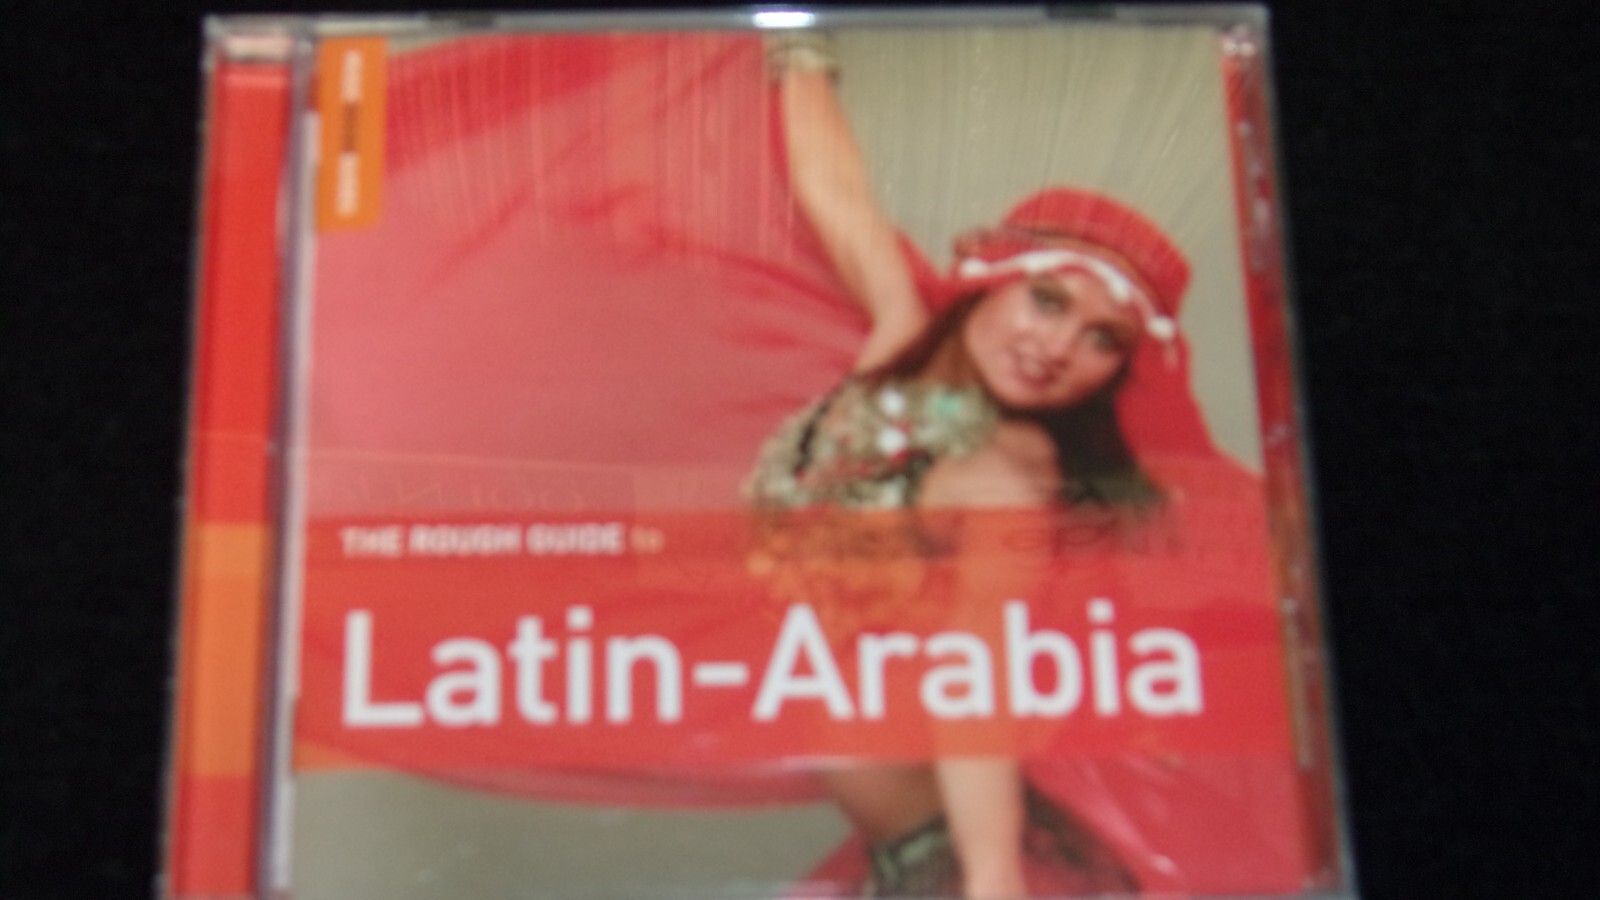 THE ROUGH GUIDE to
Latin-Arabia